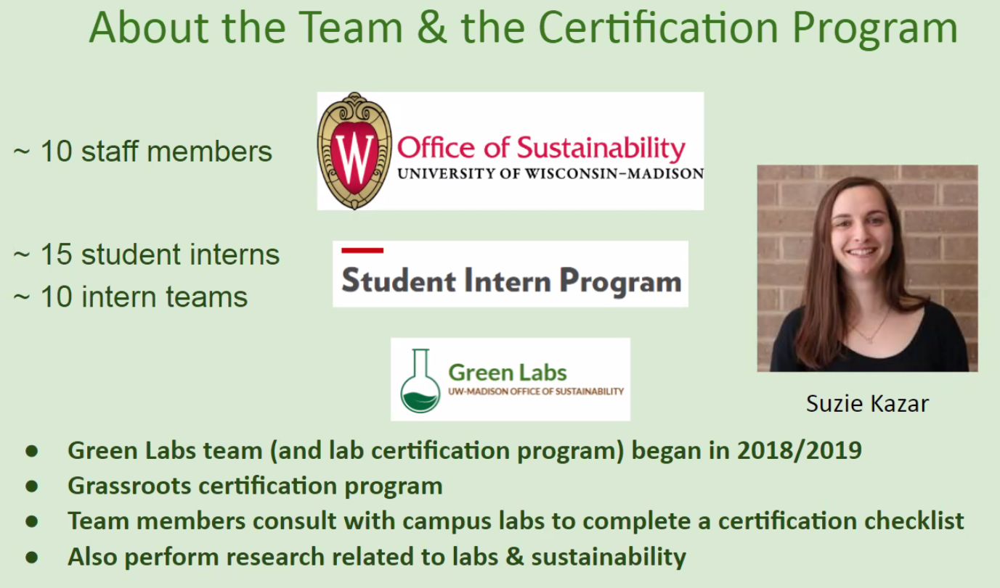 About the Team & the Certification Program
~ 10 staff members
W
Office of Sustainability
UNIVERSITY OF WISCONSIN–MADISON
~ 15 student interns
~ 10 intern teams
Student Intern Program
Green Labs
UW-MADISON OFFICE OF SUSTAINABILITY
Suzie Kazar
● Green Labs team (and lab certification program) began in 2018/2019
● Grassroots certification program
● Team members consult with campus labs to complete a certification checklist
● Also perform research related to labs & sustainability